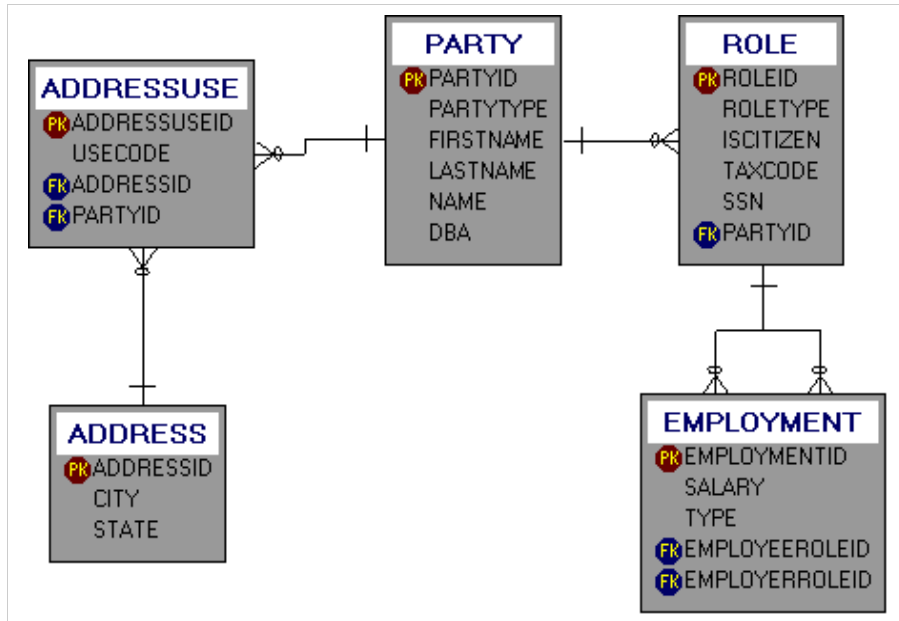 ADDRESSUSE
PK ADDRESSUSEID
USECODE
FK ADDRESSID
FK PARTYID
PARTY
PK PARTYID
PARTYTYPE
FIRSTNAME
LASTNAME
NAME
DBA
ROLE
PK ROLEID
ROLETYPE
ISCITIZEN
TAXCODE
SSN
FK PARTYID
ADDRESS
PK ADDRESSID
CITY
STATE
EMPLOYMENT
PK EMPLOYMENTID
SALARY
TYPE
FK EMPLOYEEROLEID
FK EMPLOYERROLEID